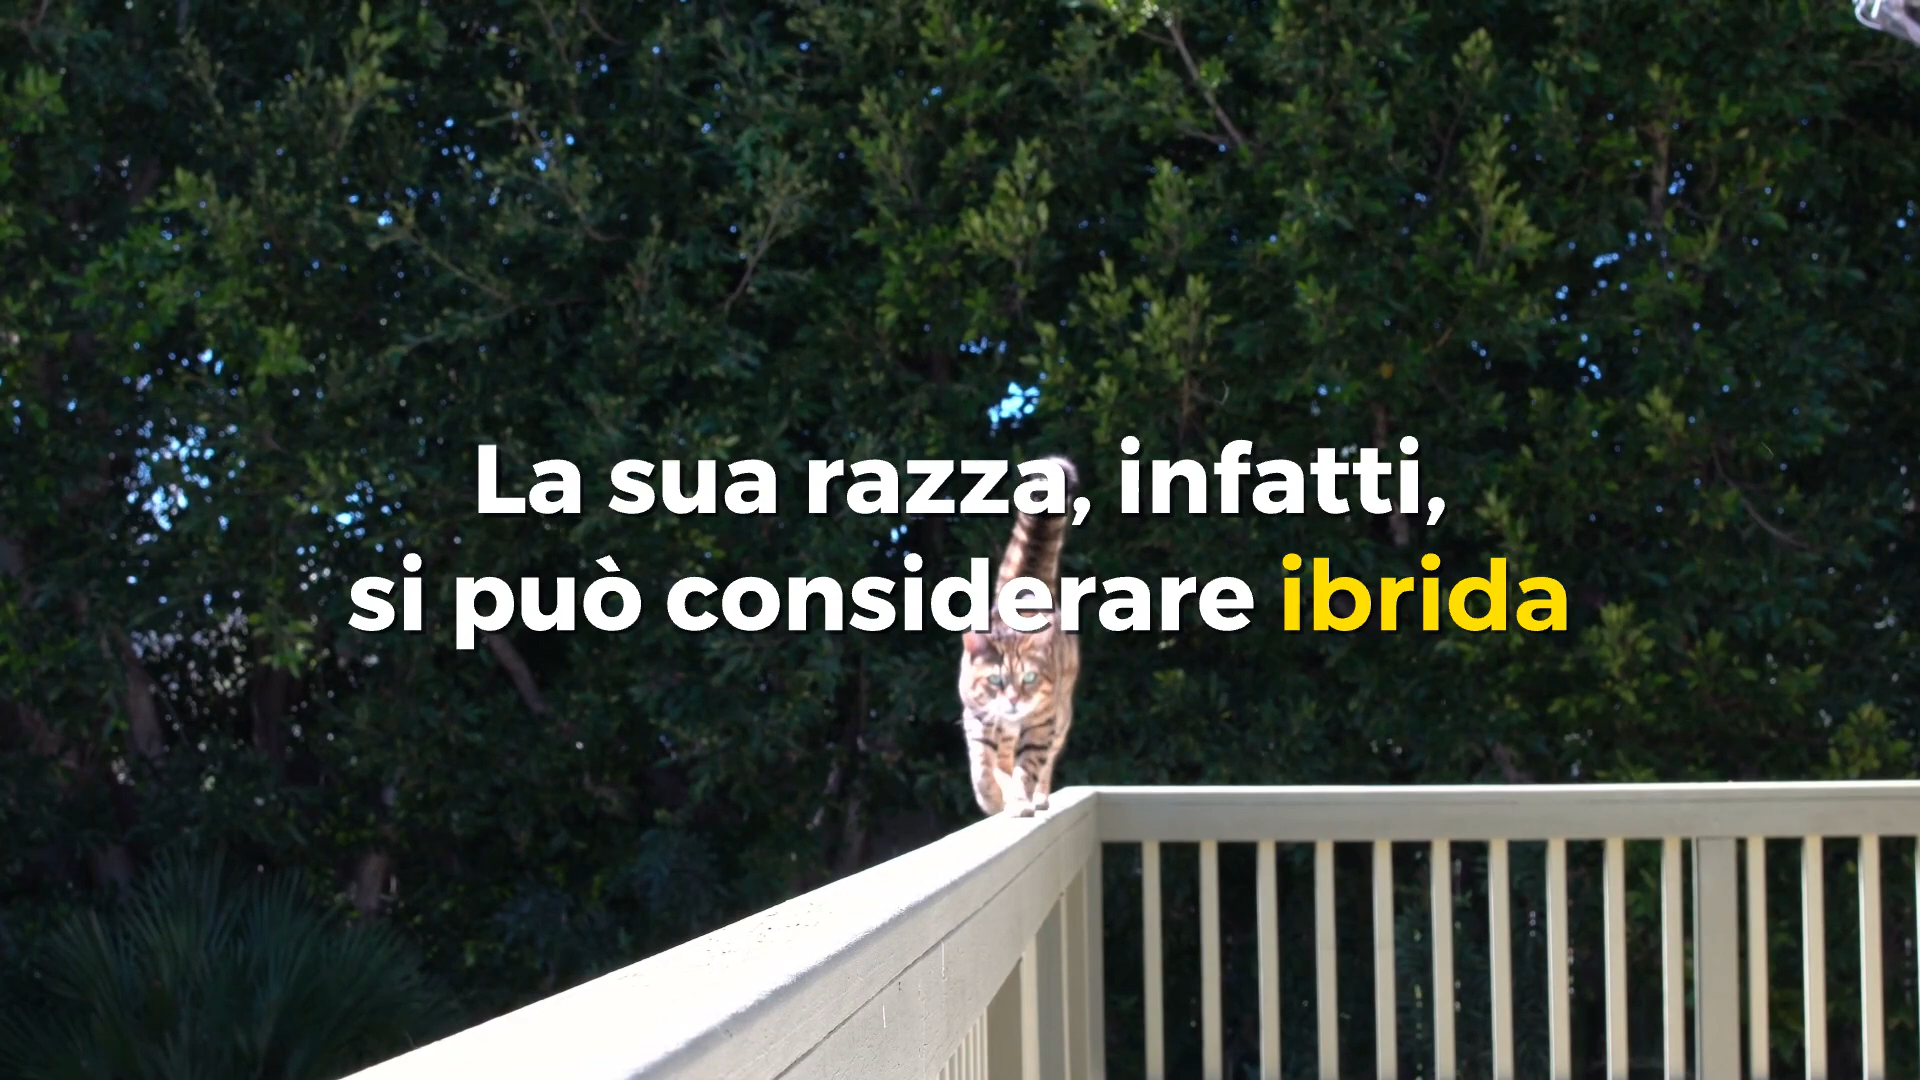 La sua razza, infatti,
si può considerare ibrida